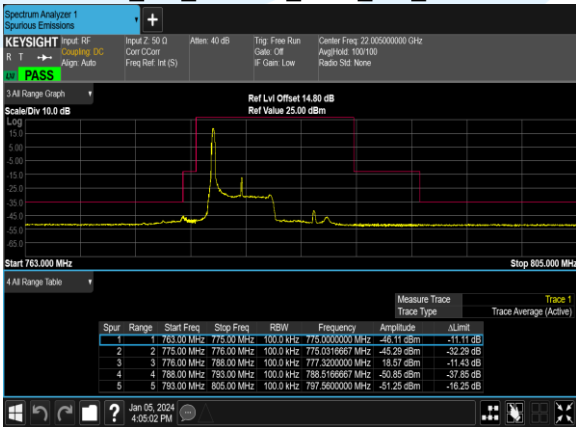 Spectrum Analyzer 1
Spurious Emissions
KEYSIGHT Input: RF Input Z: 50 Ω Atten: 40 dB Trig: Free Run Center Freq: 22.005000000 GHz
R T Coupling: DC Corr CCorr Gate: Off Avg|Hold: 100/100
Align: Auto Freq Ref: Int (S) IF Gain: Low Radio Std: None
PASS
3 All Range Graph
Ref Lvl Offset 14.80 dB
Scale/Div 10.0 dB Ref Value 25.00 dBm
Log
15.0
5.00
-5.00
-15.0
-25.0
-35.0
-45.0
-55.0
-65.0
Start 763.000 MHz Stop 805.000 MHz
4 All Range Table
Measure Trace Trace 1
Trace Type Trace Average (Active)
Spur Range Start Freq Stop Freq RBW Frequency Amplitude ΔLimit
1 1 763.00 MHz 775.00 MHz 100.0 kHz 775.0000000 MHz -46.11 dBm -11.11 dB
2 2 775.00 MHz 776.00 MHz 100.0 kHz 775.0316667 MHz -45.29 dBm -32.29 dB
3 3 776.00 MHz 788.00 MHz 100.0 kHz 777.3200000 MHz 18.57 dBm -11.43 dB
4 4 788.00 MHz 793.00 MHz 100.0 kHz 788.5166667 MHz -50.85 dBm -37.85 dB
5 5 793.00 MHz 805.00 MHz 100.0 kHz 797.5600000 MHz -51.25 dBm -16.25 dB
? Jan 05, 2024
4:05:02 PM